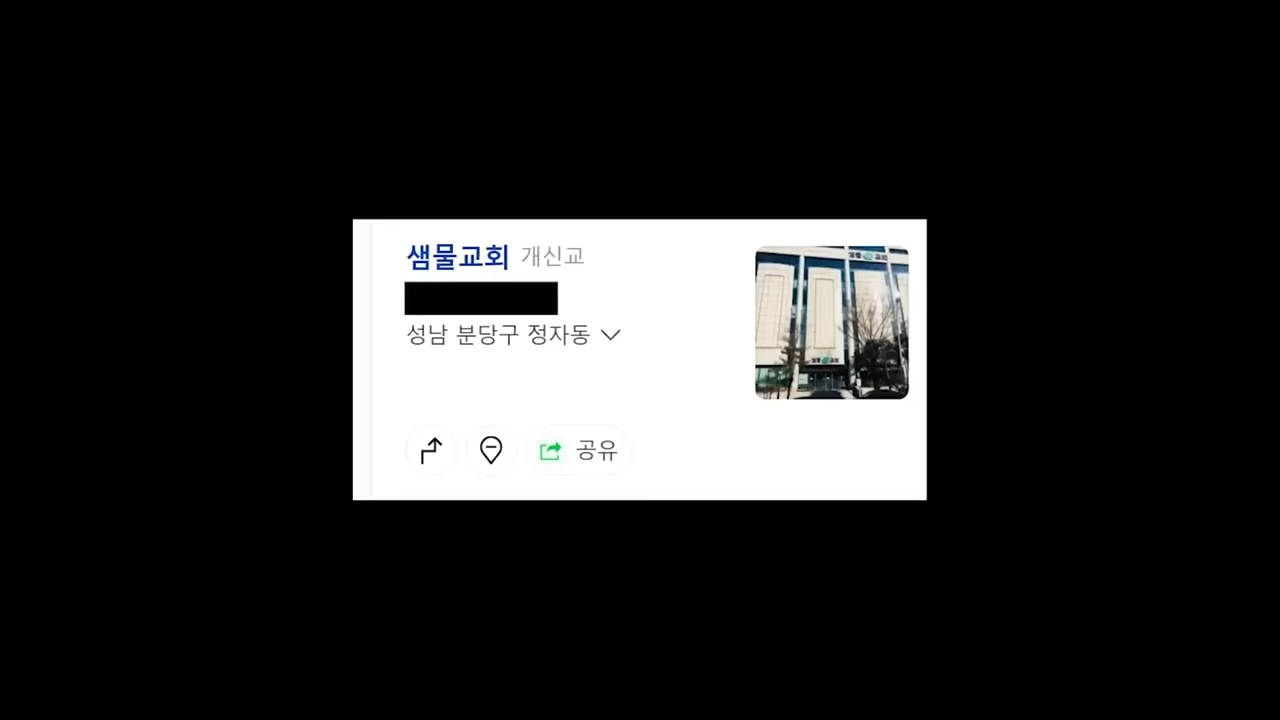 샘물교회 개신교
성남 분당구 정자동
공유